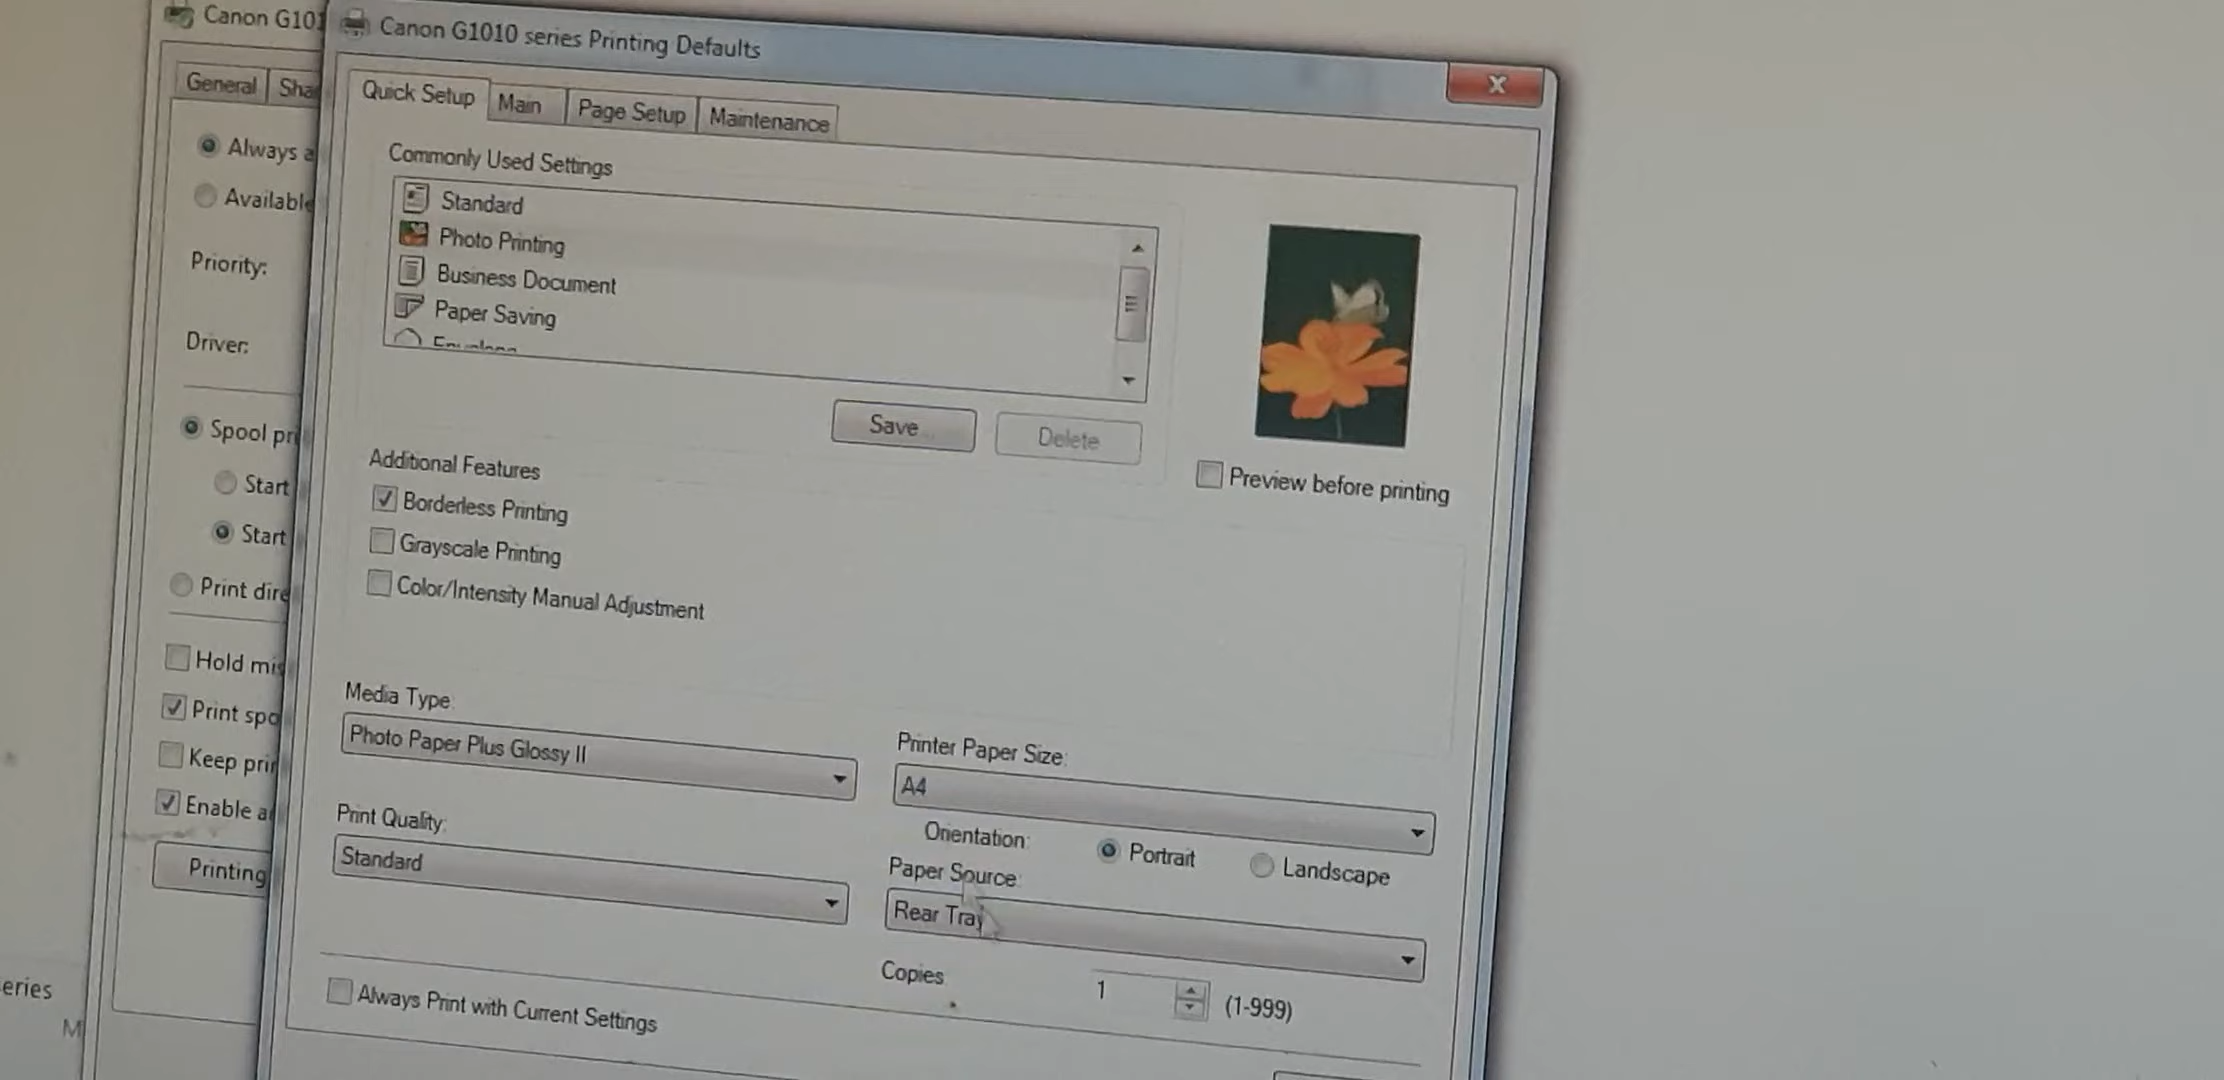 Canon G101
Canon G1010 series Printing Defaults
General
Sha
Quick Setup
Main
Page Setup
Maintenance
Always a
Available
Priority:
Driver:
Spool pri
Start
Start
Print dire
Hold mis
Print spo
Keep prin
Enable a
Printing
eries
M
Commonly Used Settings
Standard
Photo Printing
Business Document
Paper Saving
Envelope
Save...
Delete
Preview before printing
Additional Features
Borderless Printing
Grayscale Printing
Color/Intensity Manual Adjustment
Media Type:
Photo Paper Plus Glossy II
Printer Paper Size:
A4
Orientation:
Portrait
Landscape
Print Quality:
Standard
Paper Source:
Rear Tray
Copies
1
(1-999)
Always Print with Current Settings